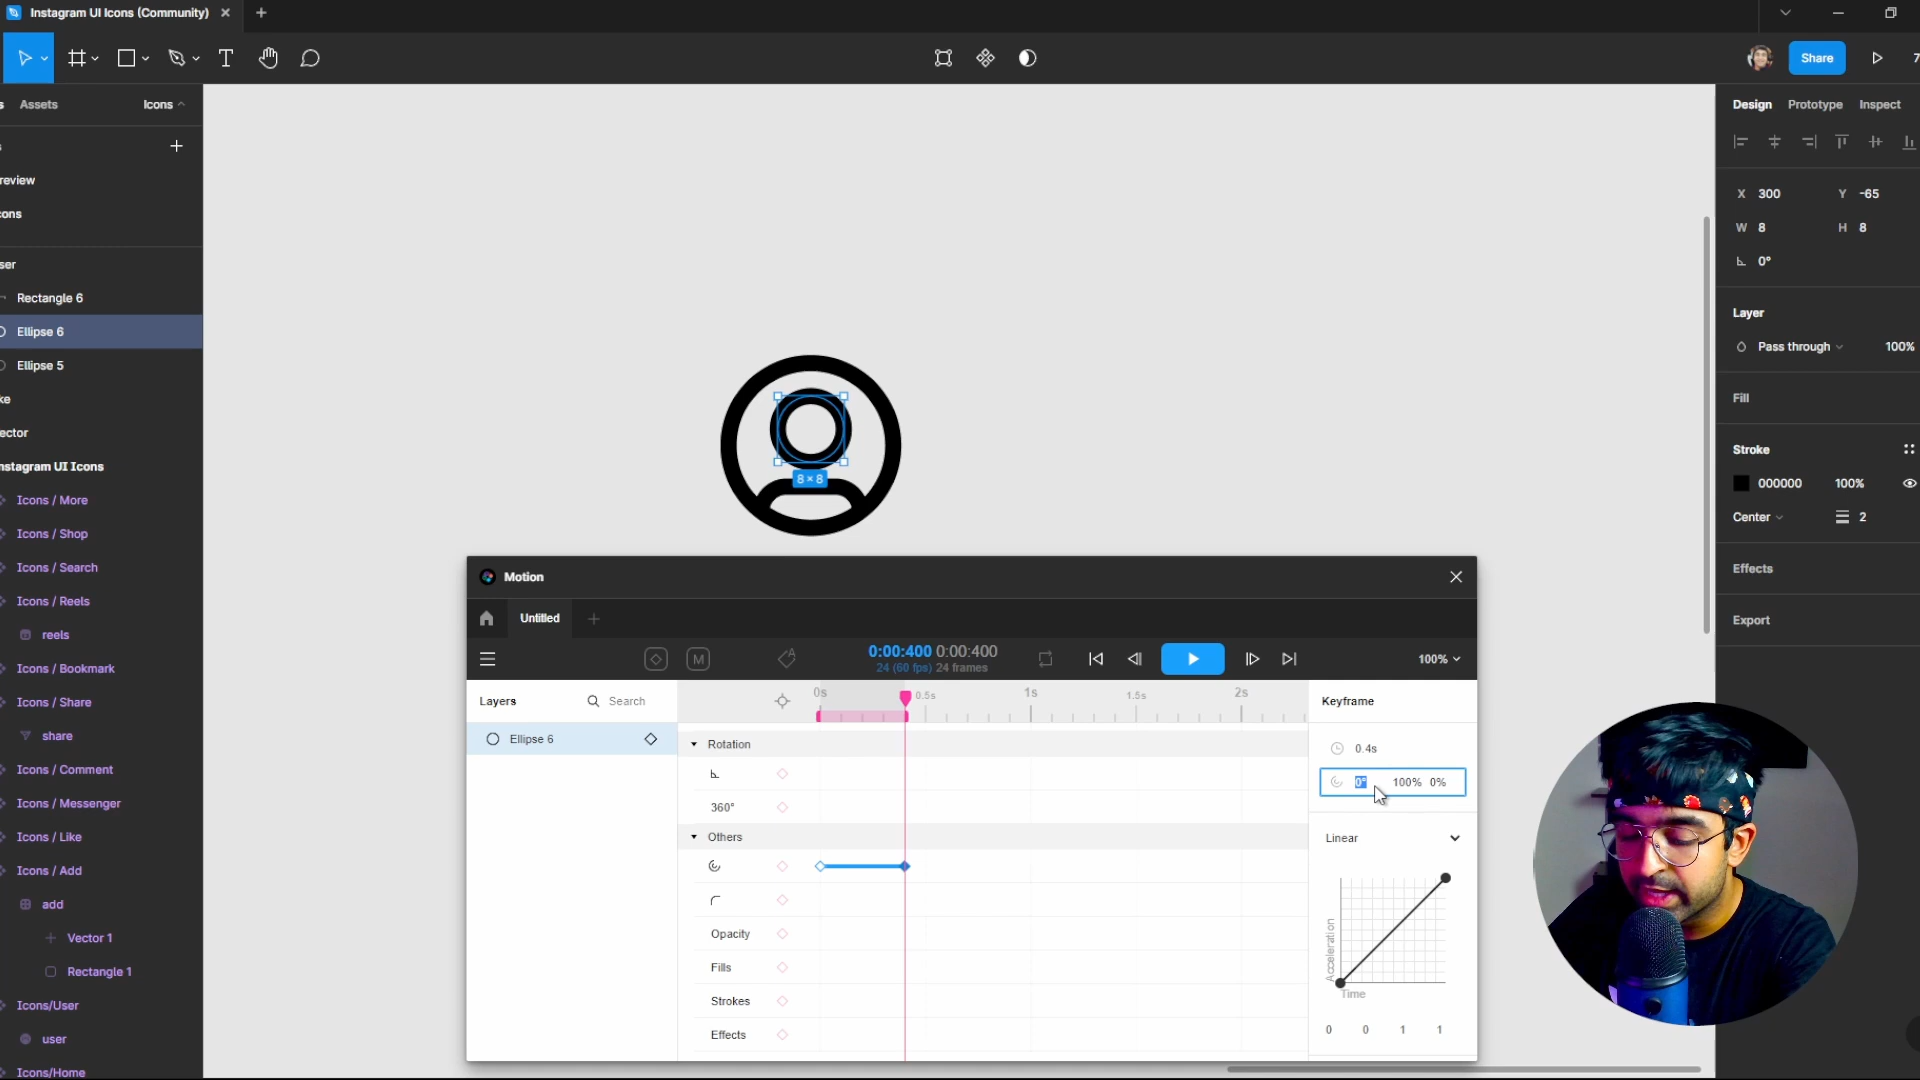 Instagram UI Icons (Community)
Share
7
s Assets Icons
s
review
cons
ser
Rectangle 6
Ellipse 6
Ellipse 5
ke
ector
nstagram UI Icons
Icons / More
Icons / Shop
Icons / Search
Icons / Reels
reels
Icons / Bookmark
Icons / Share
share
Icons / Comment
Icons / Messenger
Icons / Like
Icons / Add
add
Vector 1
Rectangle 1
Icons/User
user
Icons/Home
8 × 8
Motion
Untitled
M
0:00:400 0:00:400
24 (60 fps) 24 frames
100%
Layers Search
0s 0.5s 1s 1.5s 2s
Ellipse 6
Rotation
360°
Others
Opacity
Fills
Strokes
Effects
Keyframe
0.4s
0° 100% 0%
Linear
Acceleration
Time
0 0 1 1
Design Prototype Inspect
X 300 Y -65
W 8 H 8
0°
Layer
Pass through 100%
Fill
Stroke
000000 100%
Center 2
Effects
Export